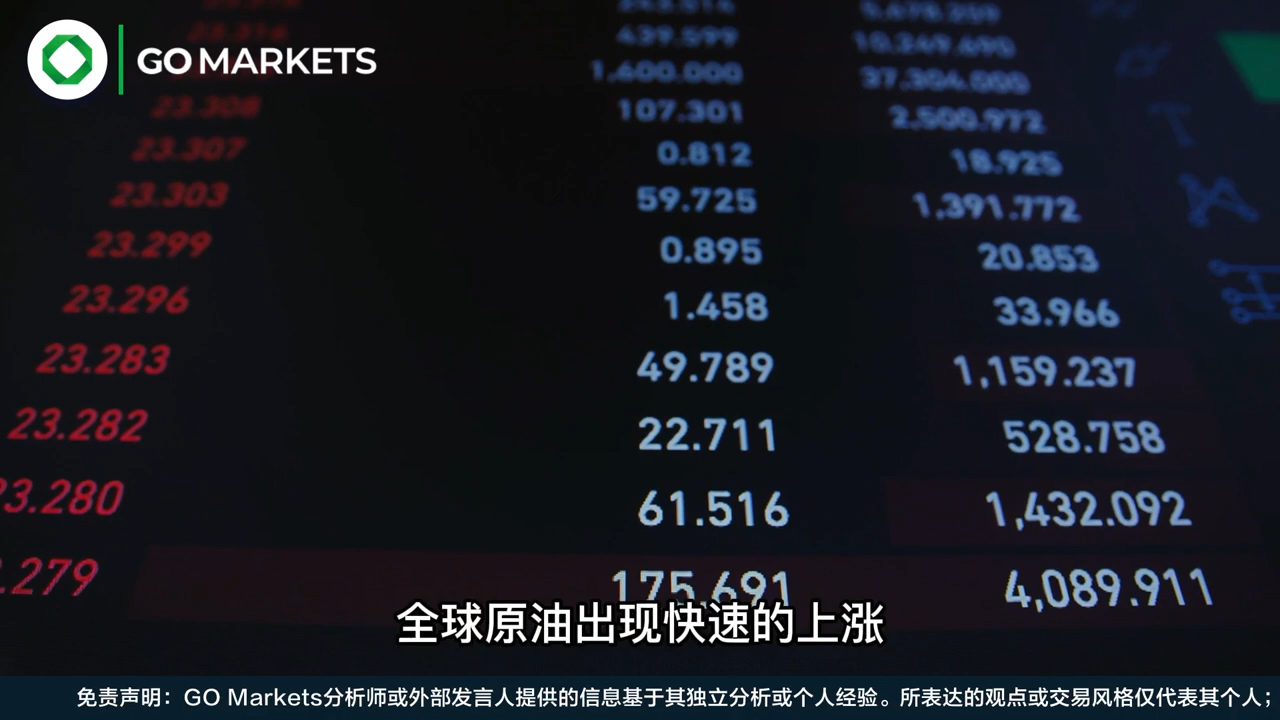 GO MARKETS
439.599
1,400.000 37,304.000
23.308 107.301 2,500.972
23.307 0.812 18.925
23.303 59.725 1,391.772
23.299 0.895 20.853
23.296 1.458 33.966
23.283 49.789 1,159.237
23.282 22.711 528.758
3.280 61.516 1,432.092
.279 175.691 4,089.911
全球原油出现快速的上涨
免责声明：GO Markets分析师或外部发言人提供的信息基于其独立分析或个人经验。所表达的观点或交易风格仅代表其个人；